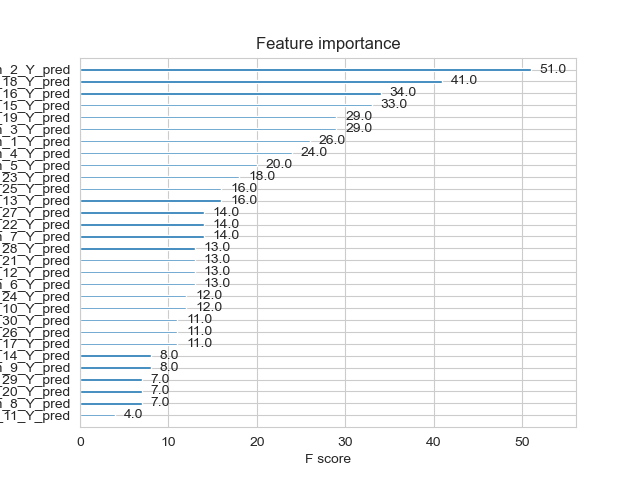 Feature importance
_2_Y_pred 51.0
18_Y_pred 41.0
16_Y_pred 34.0
15_Y_pred 33.0
19_Y_pred 29.0
_3_Y_pred 29.0
_1_Y_pred 26.0
_4_Y_pred 24.0
_5_Y_pred 20.0
23_Y_pred 18.0
25_Y_pred 16.0
13_Y_pred 16.0
27_Y_pred 14.0
22_Y_pred 14.0
_7_Y_pred 14.0
28_Y_pred 13.0
21_Y_pred 13.0
12_Y_pred 13.0
_6_Y_pred 13.0
24_Y_pred 12.0
10_Y_pred 12.0
30_Y_pred 11.0
26_Y_pred 11.0
17_Y_pred 11.0
14_Y_pred 8.0
_9_Y_pred 8.0
29_Y_pred 7.0
20_Y_pred 7.0
_8_Y_pred 7.0
_11_Y_pred 4.0
0 10 20 30 40 50
F score